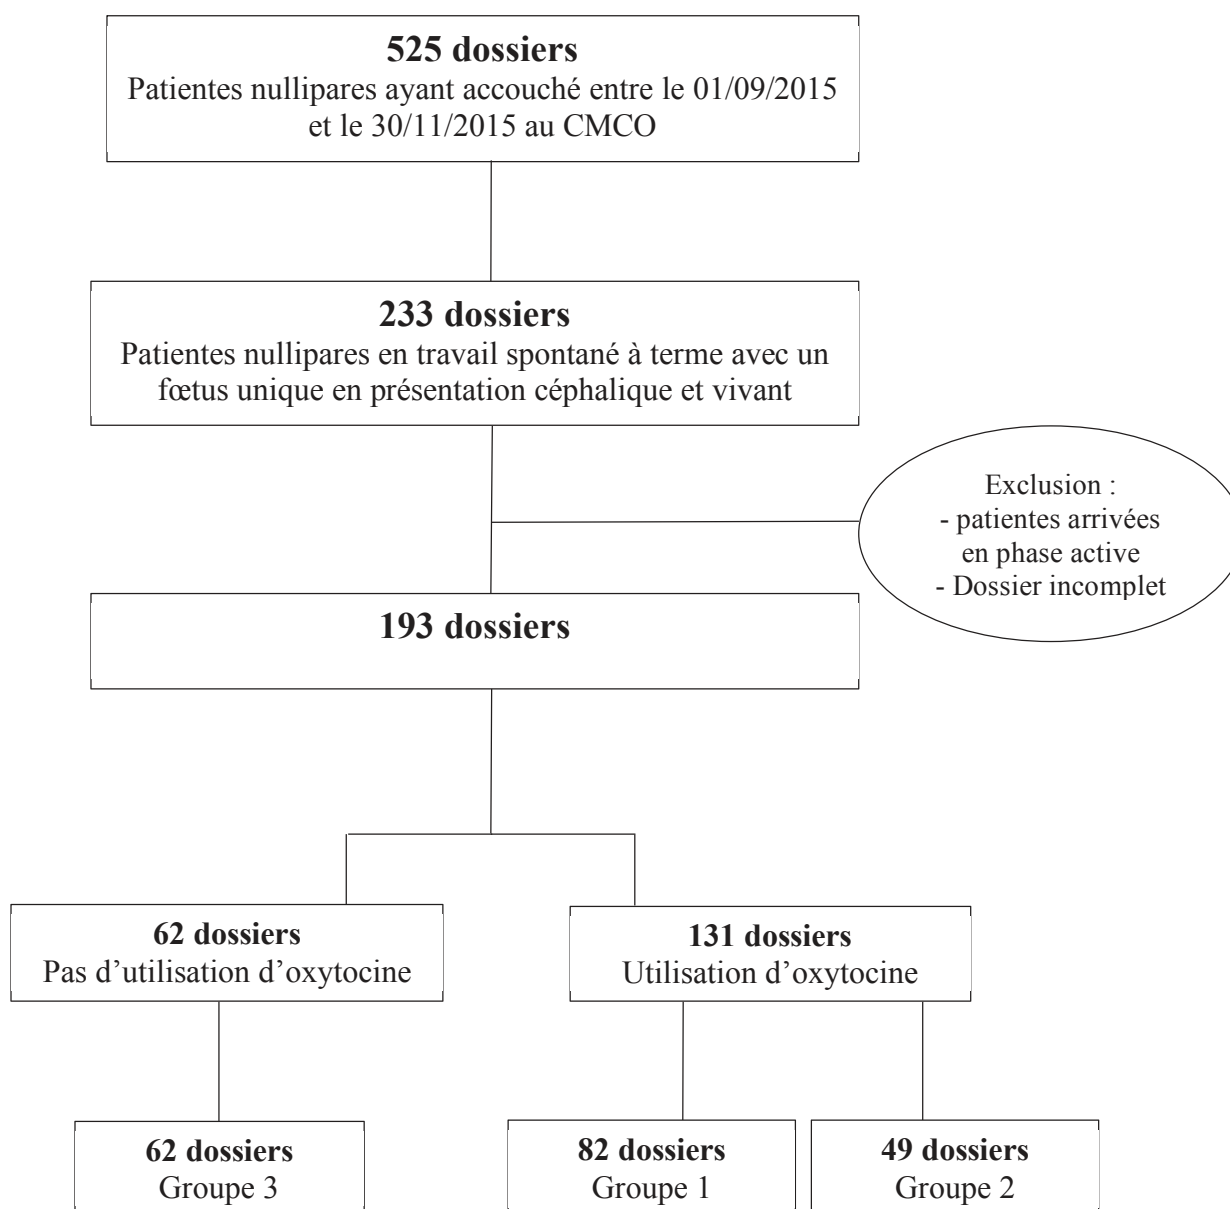 525 dossiers
Patientes nullipares ayant accouché entre le 01/09/2015
et le 30/11/2015 au CMCO
233 dossiers
Patientes nullipares en travail spontané à terme avec un
fœtus unique en présentation céphalique et vivant
Exclusion :
- patientes arrivées
en phase active
- Dossier incomplet
193 dossiers
62 dossiers
Pas d’utilisation d’oxytocine
131 dossiers
Utilisation d’oxytocine
62 dossiers
Groupe 3
82 dossiers
Groupe 1
49 dossiers
Groupe 2